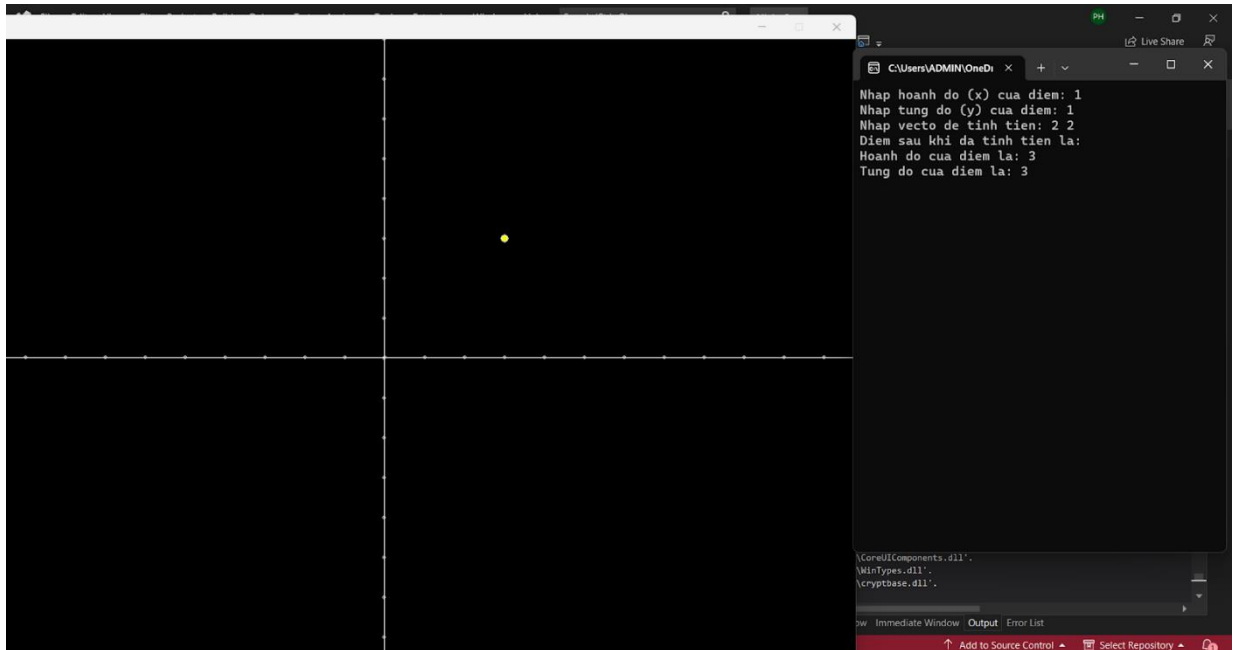 PH
Live Share
C:\Users\ADMIN\OneDr
Nhap hoanh do (x) cua diem: 1
Nhap tung do (y) cua diem: 1
Nhap vecto de tinh tien: 2 2
Diem sau khi da tinh tien la:
Hoanh do cua diem la: 3
Tung do cua diem la: 3
\CoreUIComponents.dll'.
\WinTypes.dll'.
\cryptbase.dll'.
ow Immediate Window Output Error List
Add to Source Control Select Repository